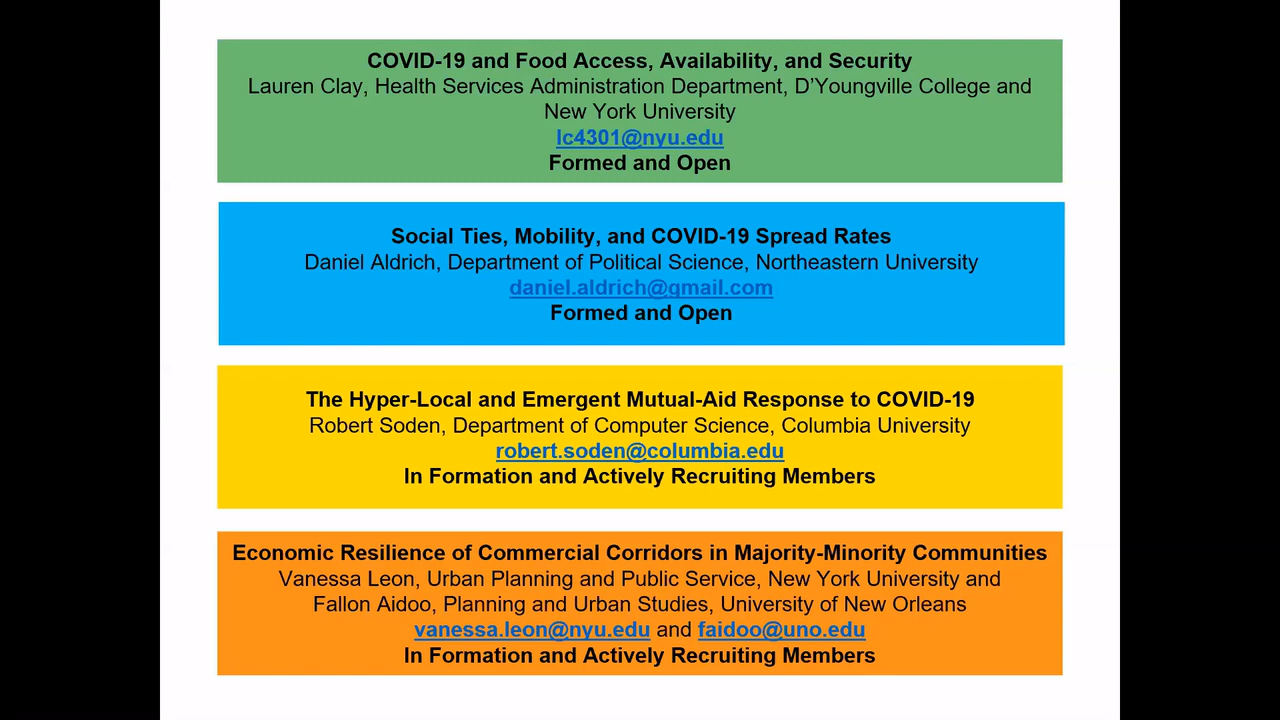 COVID-19 and Food Access, Availability, and Security
Lauren Clay, Health Services Administration Department, D'Youngville College and
New York University
lc4301@nyu.edu
Formed and Open
Social Ties, Mobility, and COVID-19 Spread Rates
Daniel Aldrich, Department of Political Science, Northeastern University
daniel.aldrich@gmail.com
Formed and Open
The Hyper-Local and Emergent Mutual-Aid Response to COVID-19
Robert Soden, Department of Computer Science, Columbia University
robert.soden@columbia.edu
In Formation and Actively Recruiting Members
Economic Resilience of Commercial Corridors in Majority-Minority Communities
Vanessa Leon, Urban Planning and Public Service, New York University and
Fallon Aidoo, Planning and Urban Studies, University of New Orleans
vanessa.leon@nyu.edu and faidoo@uno.edu
In Formation and Actively Recruiting Members